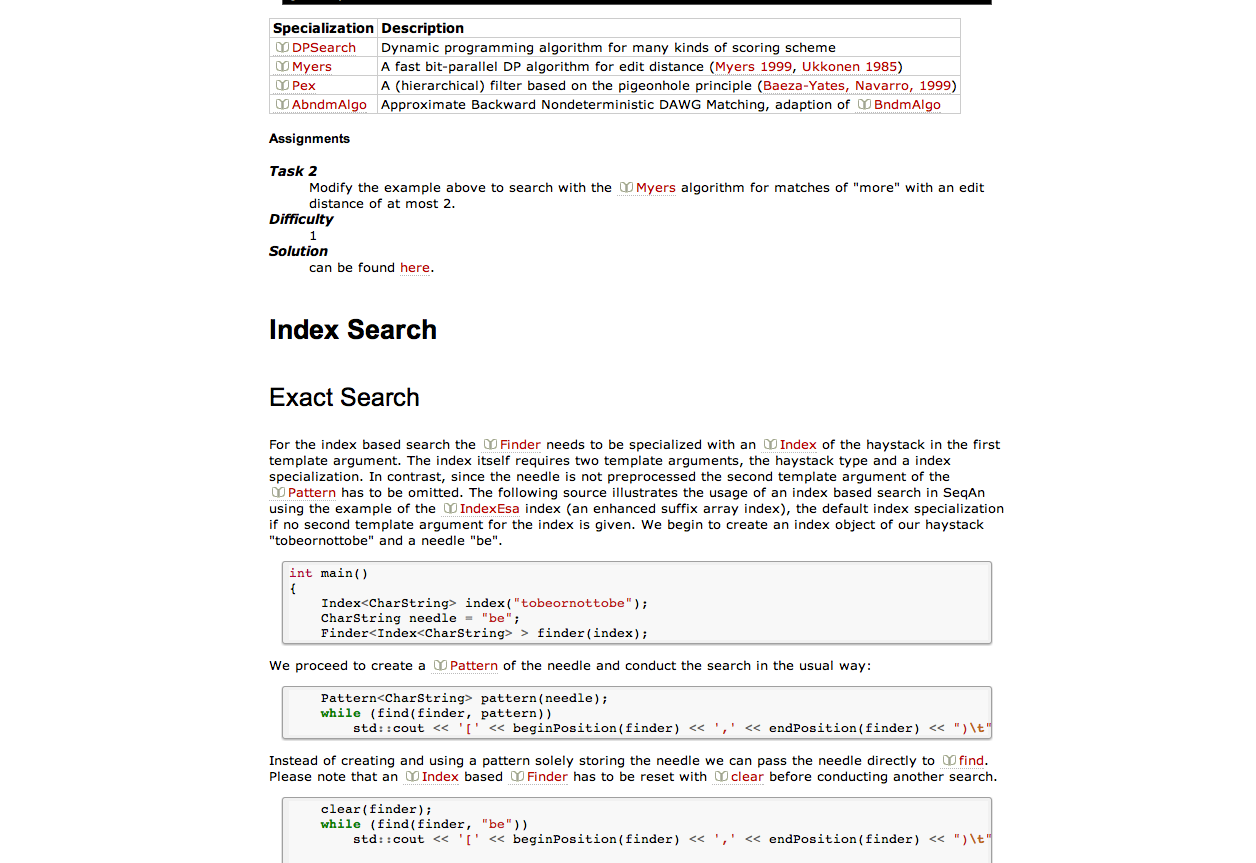 Specialization Description
DPSearch Dynamic programming algorithm for many kinds of scoring scheme
Myers A fast bit-parallel DP algorithm for edit distance (Myers 1999, Ukkonen 1985)
Pex A (hierarchical) filter based on the pigeonhole principle (Baeza-Yates, Navarro, 1999)
AbndmAlgo Approximate Backward Nondeterministic DAWG Matching, adaption of BndmAlgo
Assignments
Task 2
Modify the example above to search with the Myers algorithm for matches of "more" with an edit
distance of at most 2.
Difficulty
1
Solution
can be found here.
Index Search
Exact Search
For the index based search the Finder needs to be specialized with an Index of the haystack in the first
template argument. The index itself requires two template arguments, the haystack type and a index
specialization. In contrast, since the needle is not preprocessed the second template argument of the
Pattern has to be omitted. The following source illustrates the usage of an index based search in SeqAn
using the example of the IndexEsa index (an enhanced suffix array index), the default index specialization
if no second template argument for the index is given. We begin to create an index object of our haystack
"tobeornottobe" and a needle "be".
int main()
{
    Index<CharString> index("tobeornottobe");
    CharString needle = "be";
    Finder<Index<CharString> > finder(index);
We proceed to create a Pattern of the needle and conduct the search in the usual way:
    Pattern<CharString> pattern(needle);
    while (find(finder, pattern))
        std::cout << '[' << beginPosition(finder) << ',' << endPosition(finder) << ")\t"
Instead of creating and using a pattern solely storing the needle we can pass the needle directly to find.
Please note that an Index based Finder has to be reset with clear before conducting another search.
    clear(finder);
    while (find(finder, "be"))
        std::cout << '[' << beginPosition(finder) << ',' << endPosition(finder) << ")\t"